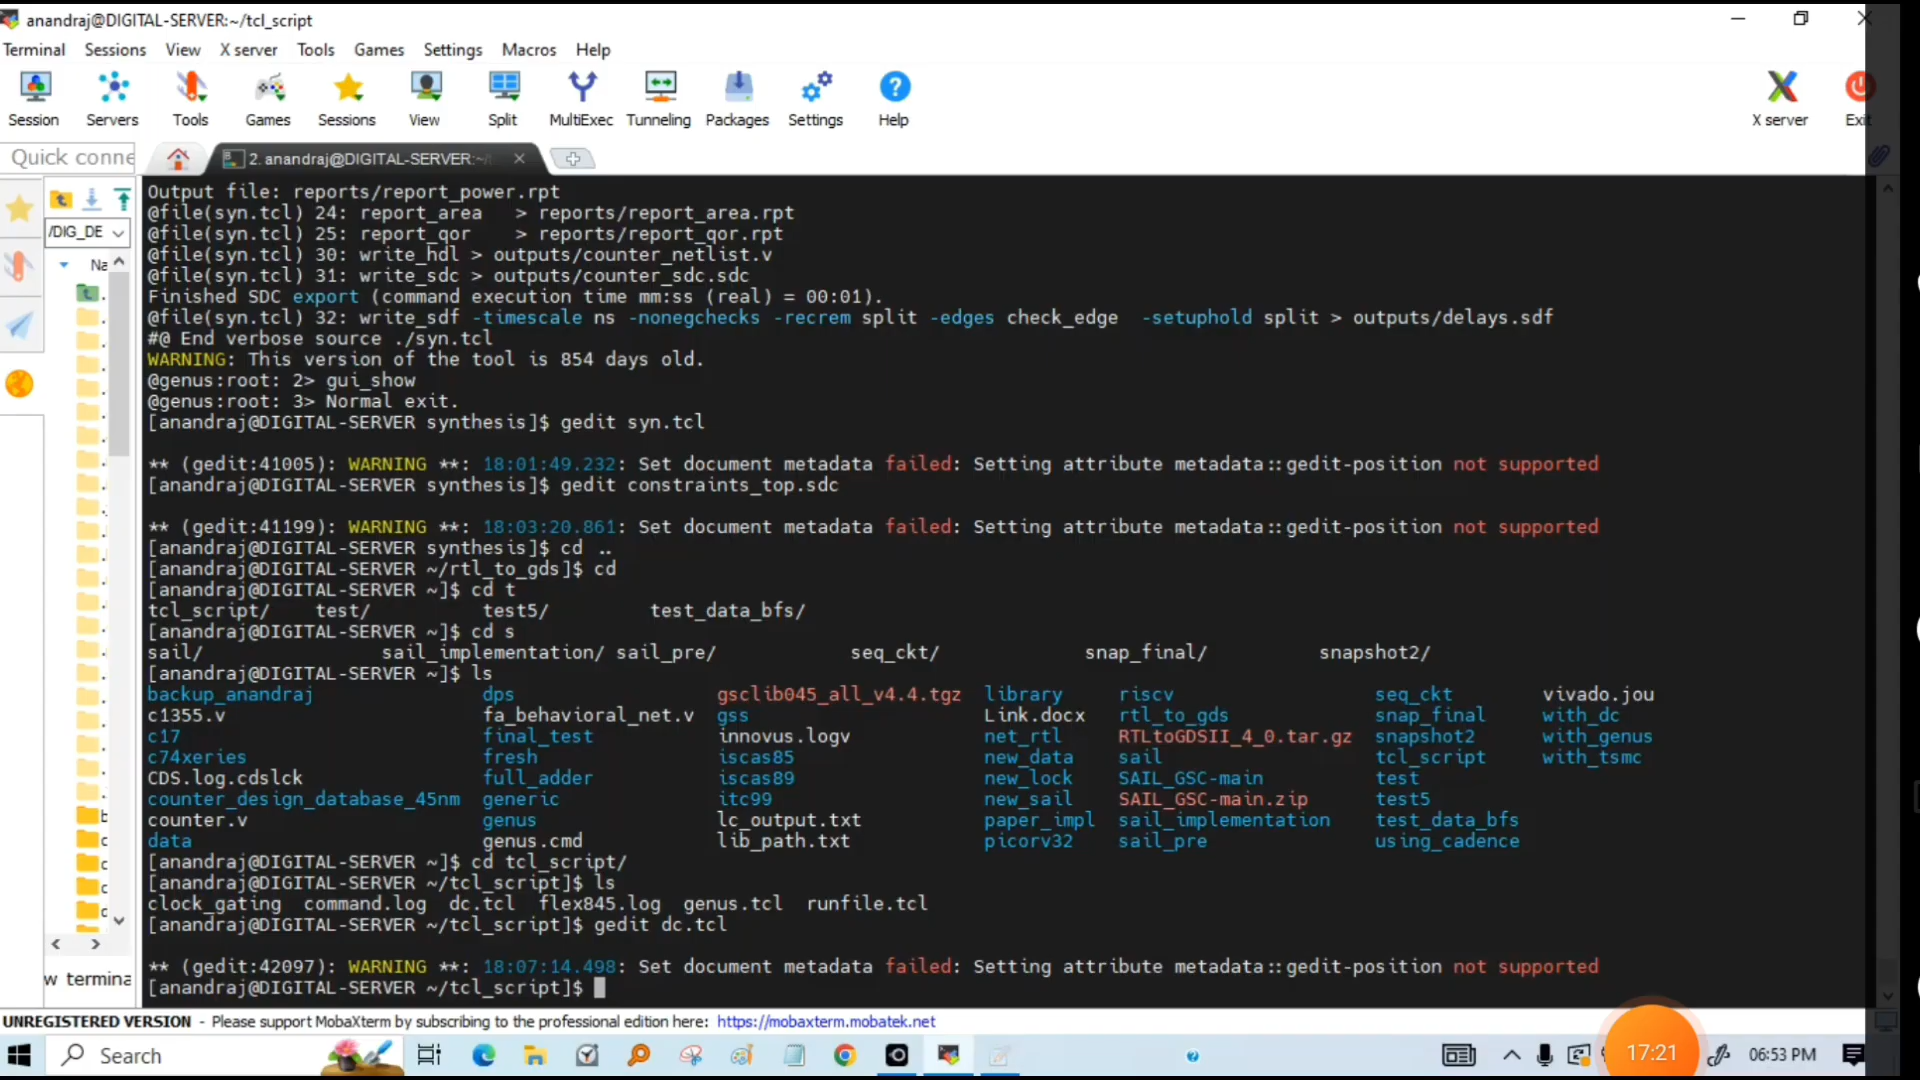 anandraj@DIGITAL-SERVER:~/tcl_script
Terminal Sessions View X server Tools Games Settings Macros Help
Session Servers Tools Games Sessions View Split MultiExec Tunneling Packages Settings Help X server Exit
Quick conne
2. anandraj@DIGITAL-SERVER:~/
/DIG_DE
Na
Output file: reports/report_power.rpt
@file(syn.tcl) 24: report_area   > reports/report_area.rpt
@file(syn.tcl) 25: report_qor    > reports/report_qor.rpt
@file(syn.tcl) 30: write_hdl > outputs/counter_netlist.v
@file(syn.tcl) 31: write_sdc > outputs/counter_sdc.sdc
Finished SDC export (command execution time mm:ss (real) = 00:01).
@file(syn.tcl) 32: write_sdf -timescale ns -nonegchecks -recrem split -edges check_edge  -setuphold split > outputs/delays.sdf
#@ End verbose source ./syn.tcl
WARNING: This version of the tool is 854 days old.
@genus:root: 2> gui_show
@genus:root: 3> Normal exit.
[anandraj@DIGITAL-SERVER synthesis]$ gedit syn.tcl
** (gedit:41005): WARNING **: 18:01:49.232: Set document metadata failed: Setting attribute metadata::gedit-position not supported
[anandraj@DIGITAL-SERVER synthesis]$ gedit constraints_top.sdc
** (gedit:41199): WARNING **: 18:03:20.861: Set document metadata failed: Setting attribute metadata::gedit-position not supported
[anandraj@DIGITAL-SERVER synthesis]$ cd ..
[anandraj@DIGITAL-SERVER ~/rtl_to_gds]$ cd
[anandraj@DIGITAL-SERVER ~]$ cd t
tcl_script/    test/          test5/         test_data_bfs/
[anandraj@DIGITAL-SERVER ~]$ cd s
sail/                sail_implementation/ sail_pre/            seq_ckt/             snap_final/          snapshot2/
[anandraj@DIGITAL-SERVER ~]$ ls
backup_anandraj dps gsclib045_all_v4.4.tgz library riscv seq_ckt vivado.jou
c1355.v fa_behavioral_net.v gss Link.docx rtl_to_gds snap_final with_dc
c17 final_test innovus.logv net_rtl RTLtoGDSII_4_0.tar.gz snapshot2 with_genus
c74xeries fresh iscas85 new_data sail tcl_script with_tsmc
CDS.log.cdslck full_adder iscas89 new_lock SAIL_GSC-main test
counter_design_database_45nm generic itc99 new_sail SAIL_GSC-main.zip test5
counter.v genus lc_output.txt paper_impl sail_implementation test_data_bfs
data genus.cmd lib_path.txt picorv32 sail_pre using_cadence
[anandraj@DIGITAL-SERVER ~]$ cd tcl_script/
[anandraj@DIGITAL-SERVER ~/tcl_script]$ ls
clock_gating  command.log  dc.tcl  flex845.log  genus.tcl  runfile.tcl
[anandraj@DIGITAL-SERVER ~/tcl_script]$ gedit dc.tcl
** (gedit:42097): WARNING **: 18:07:14.498: Set document metadata failed: Setting attribute metadata::gedit-position not supported
[anandraj@DIGITAL-SERVER ~/tcl_script]$
w termina
UNREGISTERED VERSION - Please support MobaXterm by subscribing to the professional edition here: https://mobaxterm.mobatek.net
Search
17:21
06:53 PM